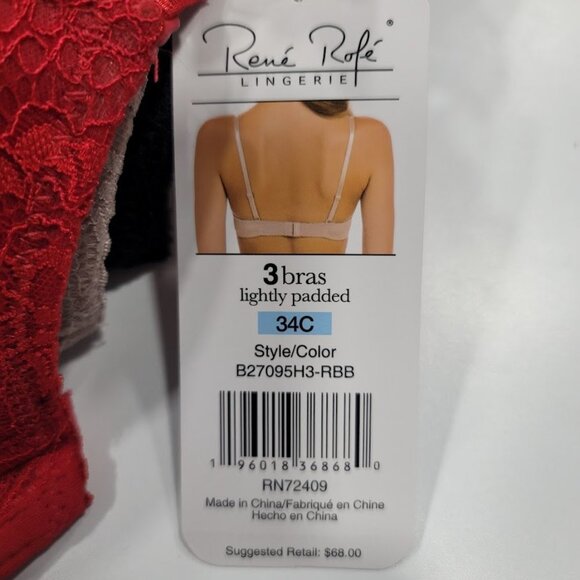 René Rofé®
LINGERIE
3 bras
lightly padded
34C
Style/Color
B27095H3-RBB
1 96018 36868 0
RN72409
Made in China/Fabriqué en Chine
Hecho en China
Suggested Retail: $68.00